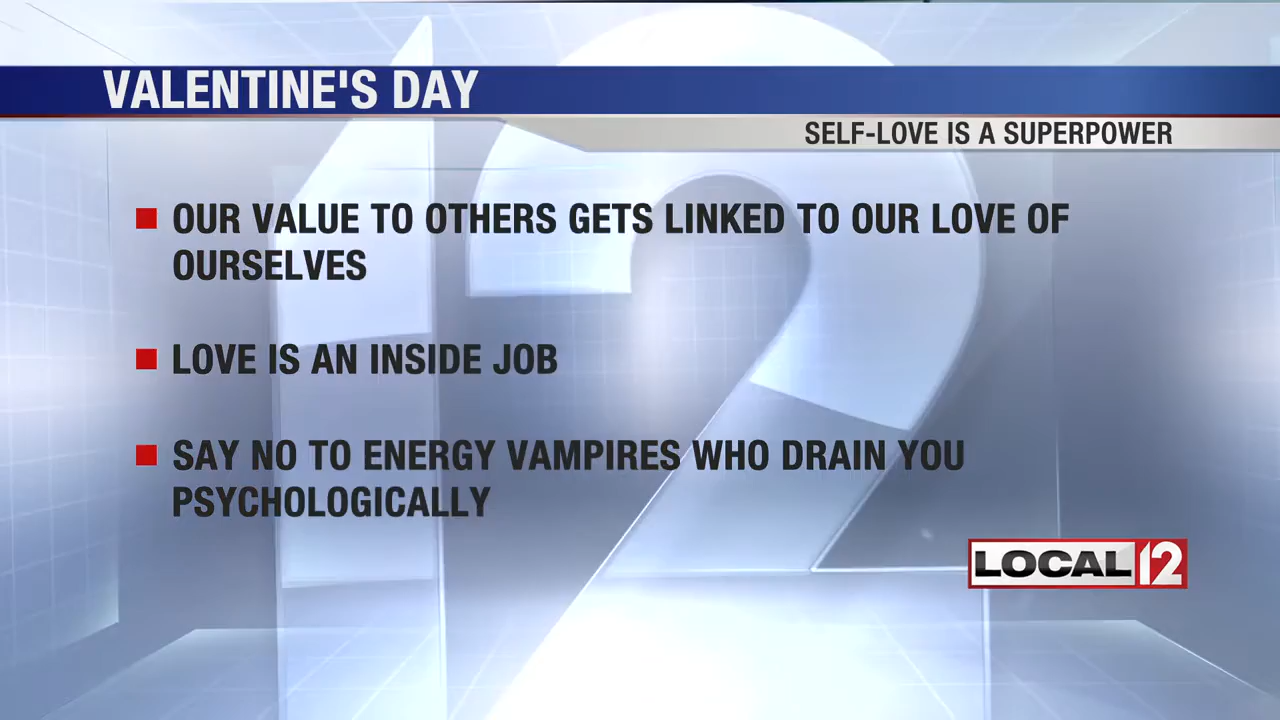 VALENTINE'S DAY
SELF-LOVE IS A SUPERPOWER
OUR VALUE TO OTHERS GETS LINKED TO OUR LOVE OF
OURSELVES
LOVE IS AN INSIDE JOB
SAY NO TO ENERGY VAMPIRES WHO DRAIN YOU
PSYCHOLOGICALLY
LOCAL 12
12